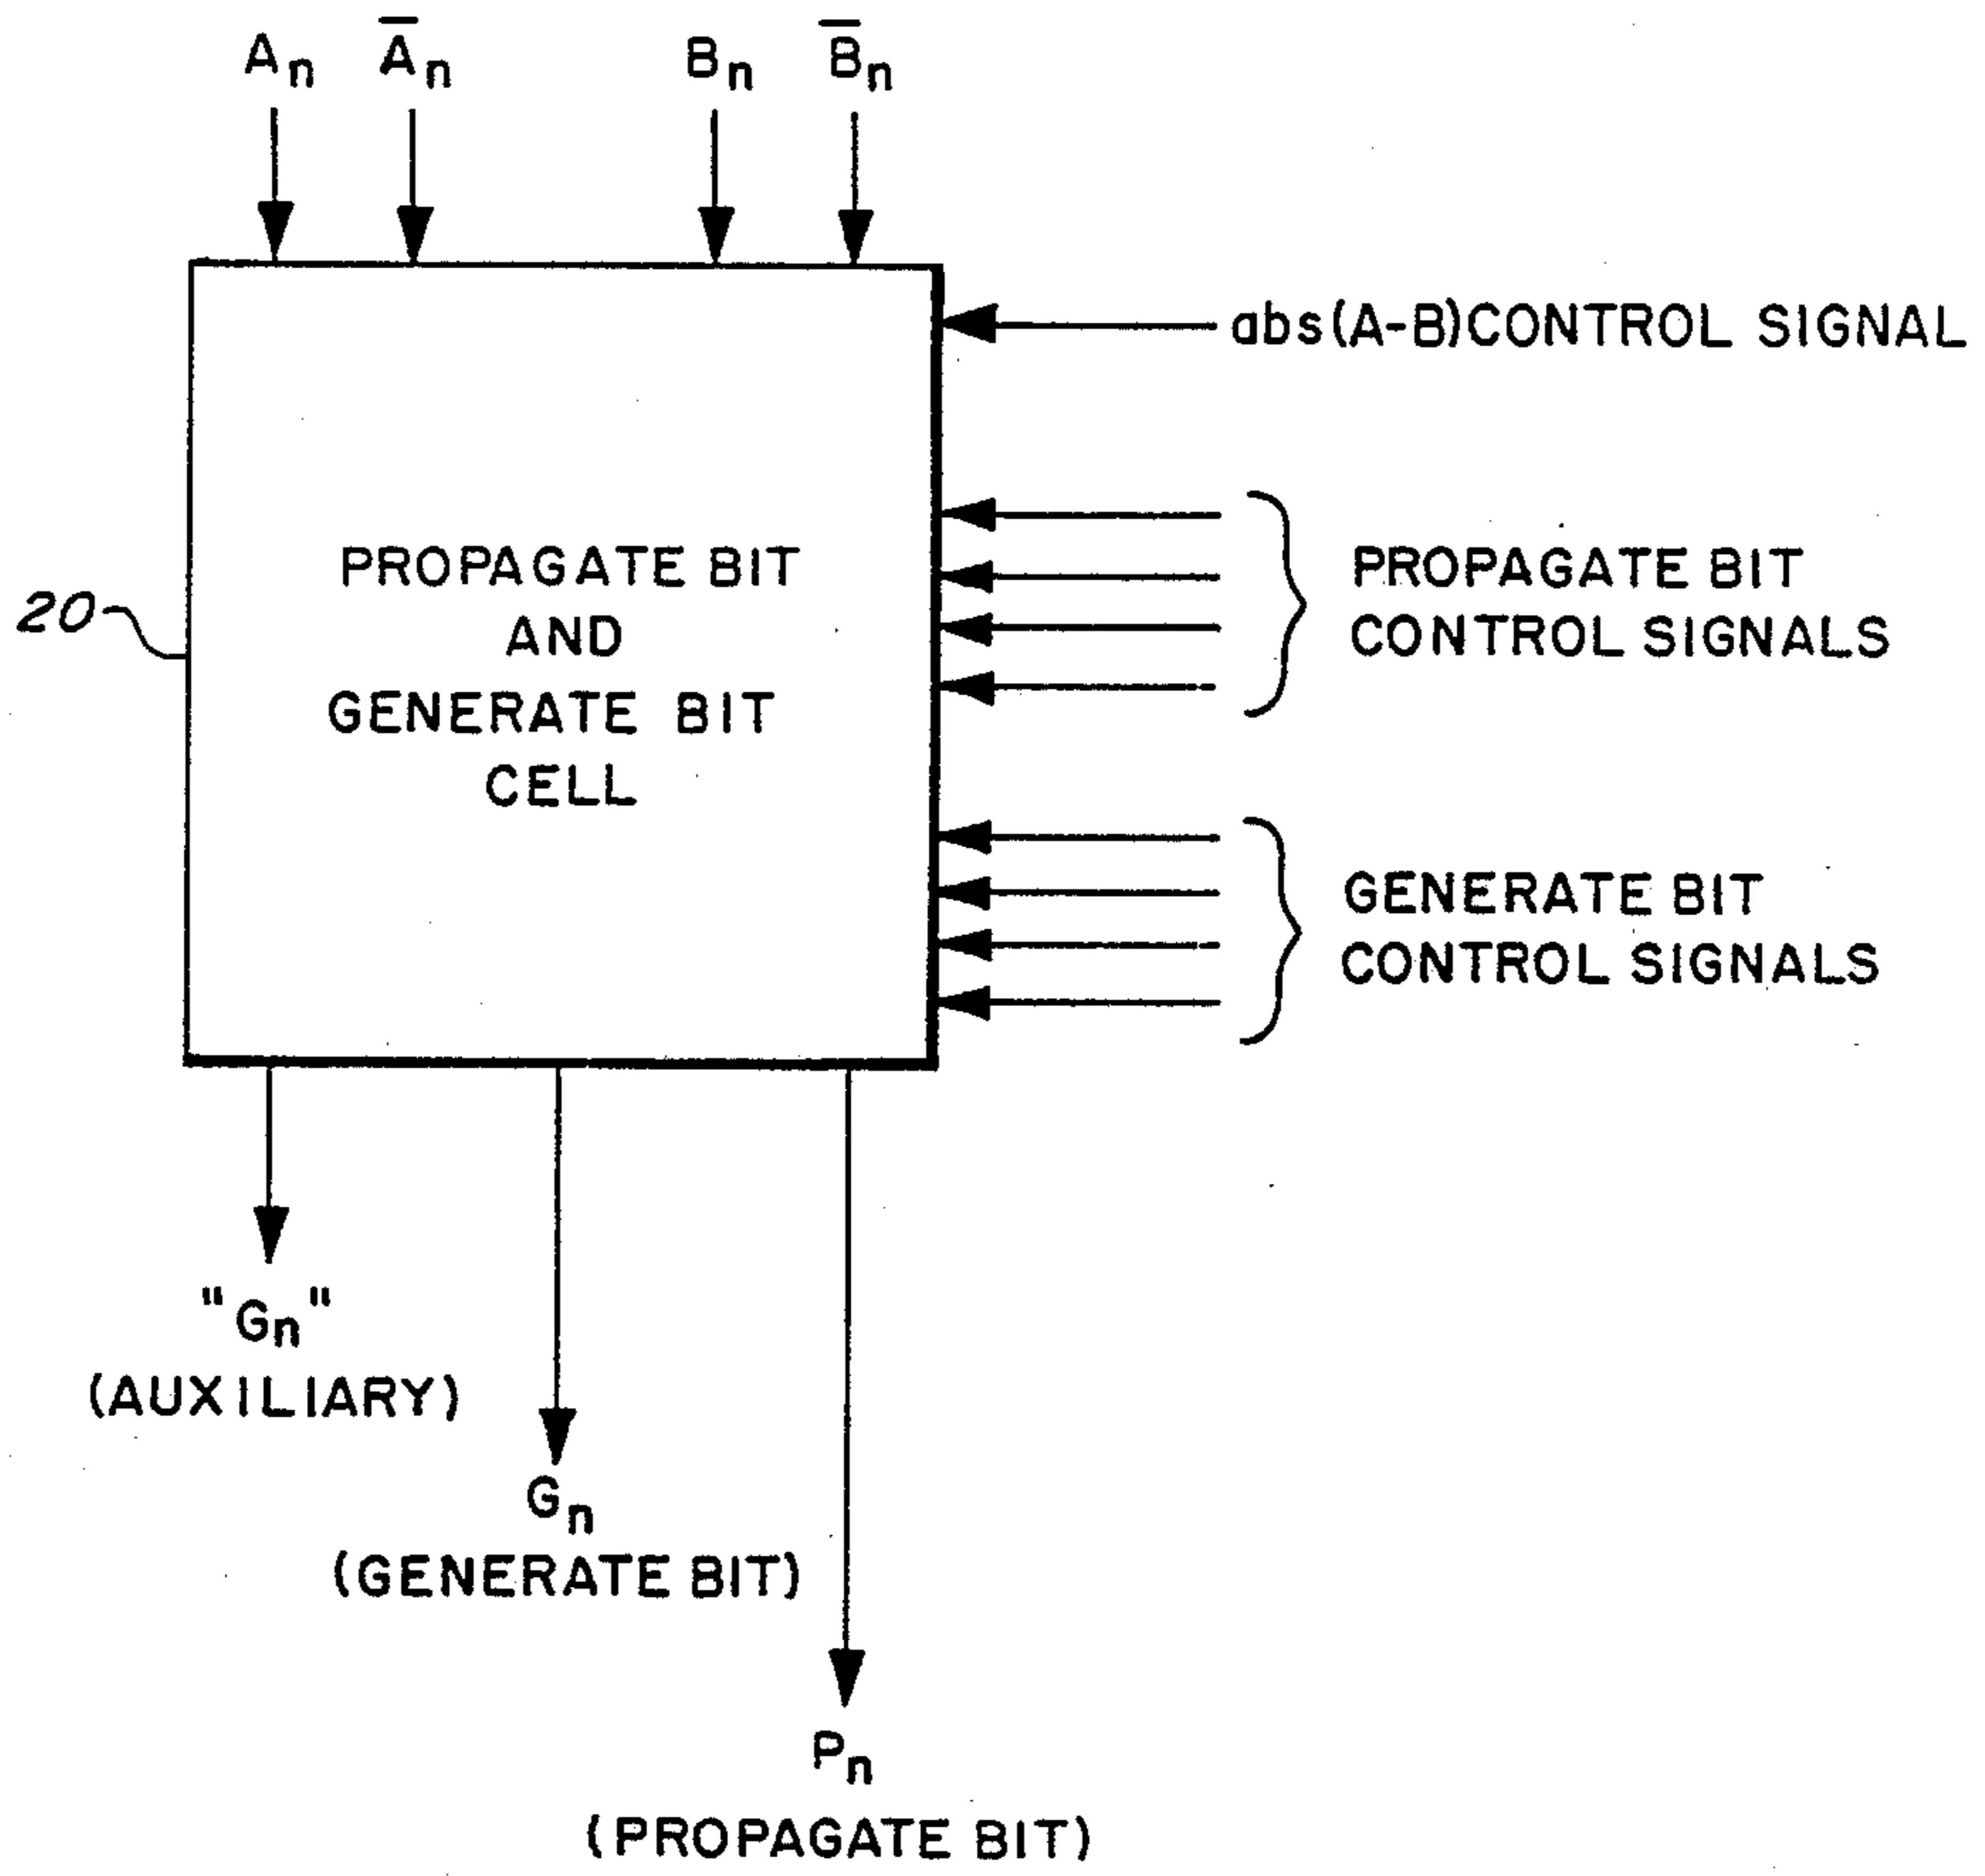 Aₙ A̅ₙ Bₙ B̅ₙ
abs(A-B)CONTROL SIGNAL
PROPAGATE BIT
AND
GENERATE BIT
CELL
20
PROPAGATE BIT
CONTROL SIGNALS
GENERATE BIT
CONTROL SIGNALS
"Gₙ"
(AUXILIARY)
Gₙ
(GENERATE BIT)
Pₙ
(PROPAGATE BIT)